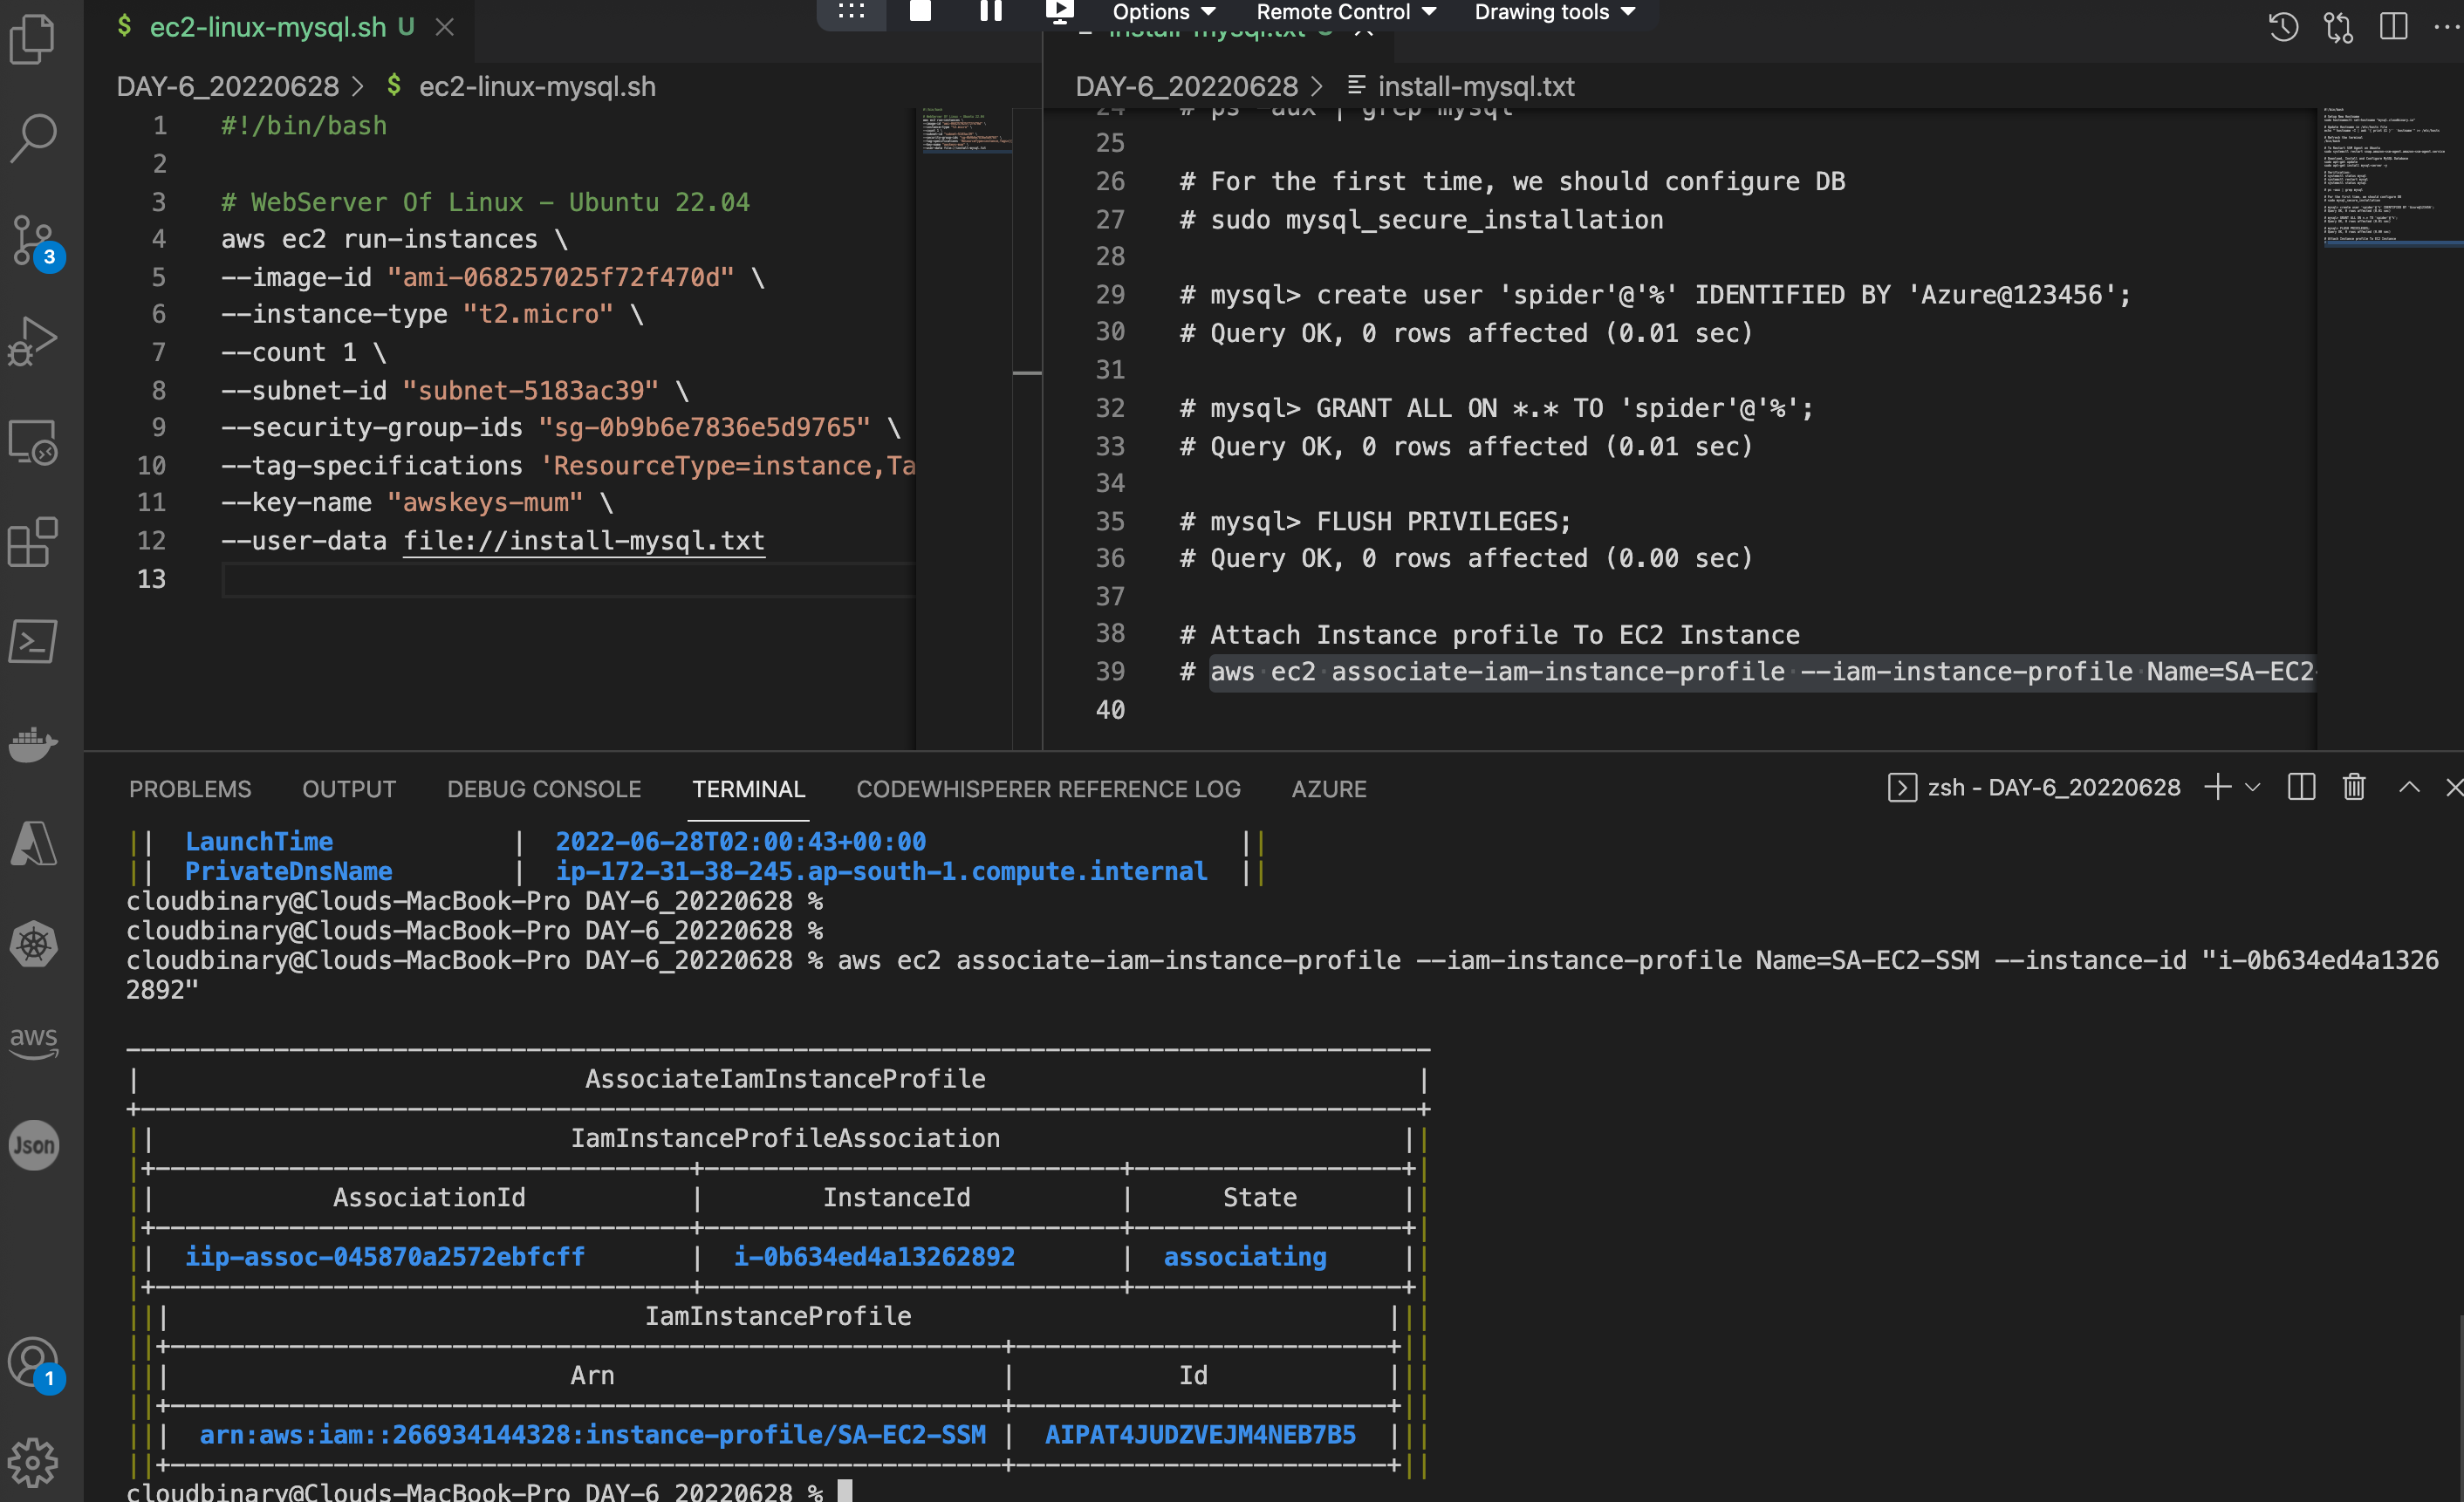 $ ec2-linux-mysql.sh U
Options
Remote Control
Drawing tools
install-mysql.txt U
DAY-6_20220628 > $ ec2-linux-mysql.sh
1 #!/bin/bash
2
3 # WebServer Of Linux - Ubuntu 22.04
4 aws ec2 run-instances \
5 --image-id "ami-068257025f72f470d" \
6 --instance-type "t2.micro" \
7 --count 1 \
8 --subnet-id "subnet-5183ac39" \
9 --security-group-ids "sg-0b9b6e7836e5d9765" \
10 --tag-specifications 'ResourceType=instance,Ta
11 --key-name "awskeys-mum" \
12 --user-data file://install-mysql.txt
13
DAY-6_20220628 > install-mysql.txt
24 # ps -aux | grep mysql
25
26 # For the first time, we should configure DB
27 # sudo mysql_secure_installation
28
29 # mysql> create user 'spider'@'%' IDENTIFIED BY 'Azure@123456';
30 # Query OK, 0 rows affected (0.01 sec)
31
32 # mysql> GRANT ALL ON *.* TO 'spider'@'%';
33 # Query OK, 0 rows affected (0.01 sec)
34
35 # mysql> FLUSH PRIVILEGES;
36 # Query OK, 0 rows affected (0.00 sec)
37
38 # Attach Instance profile To EC2 Instance
39 # aws ec2 associate-iam-instance-profile --iam-instance-profile Name=SA-EC2-
40
3
aws
Json
1
PROBLEMS OUTPUT DEBUG CONSOLE TERMINAL CODEWHISPERER REFERENCE LOG AZURE
zsh - DAY-6_20220628
|| LaunchTime | 2022-06-28T02:00:43+00:00 ||
|| PrivateDnsName | ip-172-31-38-245.ap-south-1.compute.internal ||
cloudbinary@Clouds-MacBook-Pro DAY-6_20220628 %
cloudbinary@Clouds-MacBook-Pro DAY-6_20220628 %
cloudbinary@Clouds-MacBook-Pro DAY-6_20220628 % aws ec2 associate-iam-instance-profile --iam-instance-profile Name=SA-EC2-SSM --instance-id "i-0b634ed4a1326
2892"
| AssociateIamInstanceProfile |
|| IamInstanceProfileAssociation ||
|| AssociationId | InstanceId | State ||
|| iip-assoc-045870a2572ebfcff | i-0b634ed4a13262892 | associating ||
||| IamInstanceProfile |||
||| Arn | Id |||
||| arn:aws:iam::266934144328:instance-profile/SA-EC2-SSM | AIPAT4JUDZVEJM4NEB7B5 |||
cloudbinary@Clouds-MacBook-Pro DAY-6_20220628 %